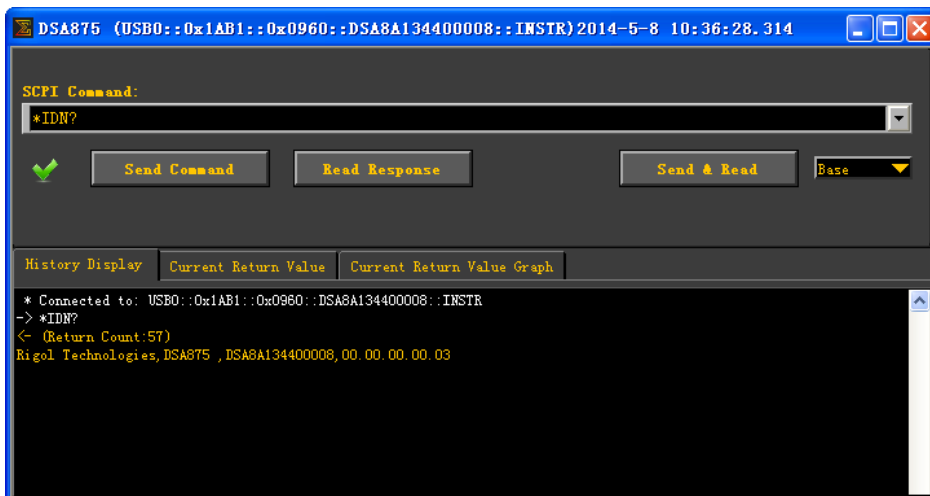 DSA875 (USB0::0x1AB1::0x0960::DSA8A134400008::INSTR)2014-5-8 10:36:28.314
SCPI Command:
*IDN?
Send Command
Read Response
Send & Read
Base
History Display
Current Return Value
Current Return Value Graph
* Connected to: USB0::0x1AB1::0x0960::DSA8A134400008::INSTR
-> *IDN?
<- (Return Count:57)
Rigol Technologies,DSA875 ,DSA8A134400008,00.00.00.00.03